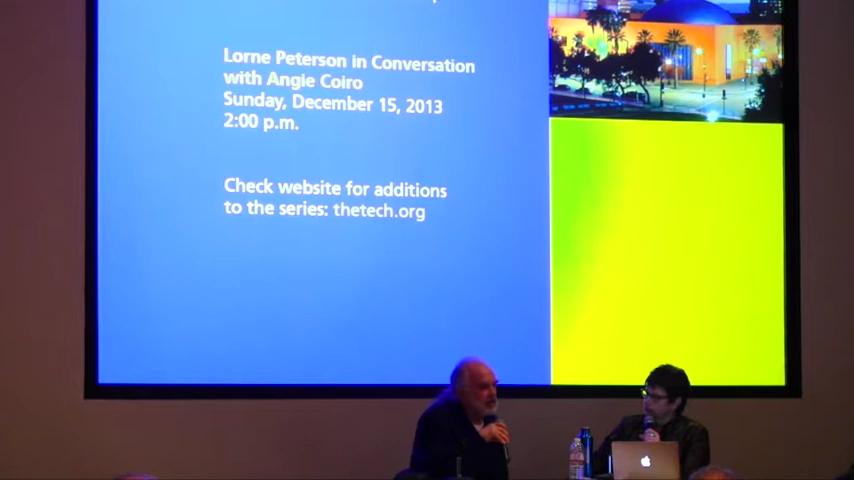 Lorne Peterson in Conversation
with Angie Coiro
Sunday, December 15, 2013
2:00 p.m.
Check website for additions
to the series: thetech.org